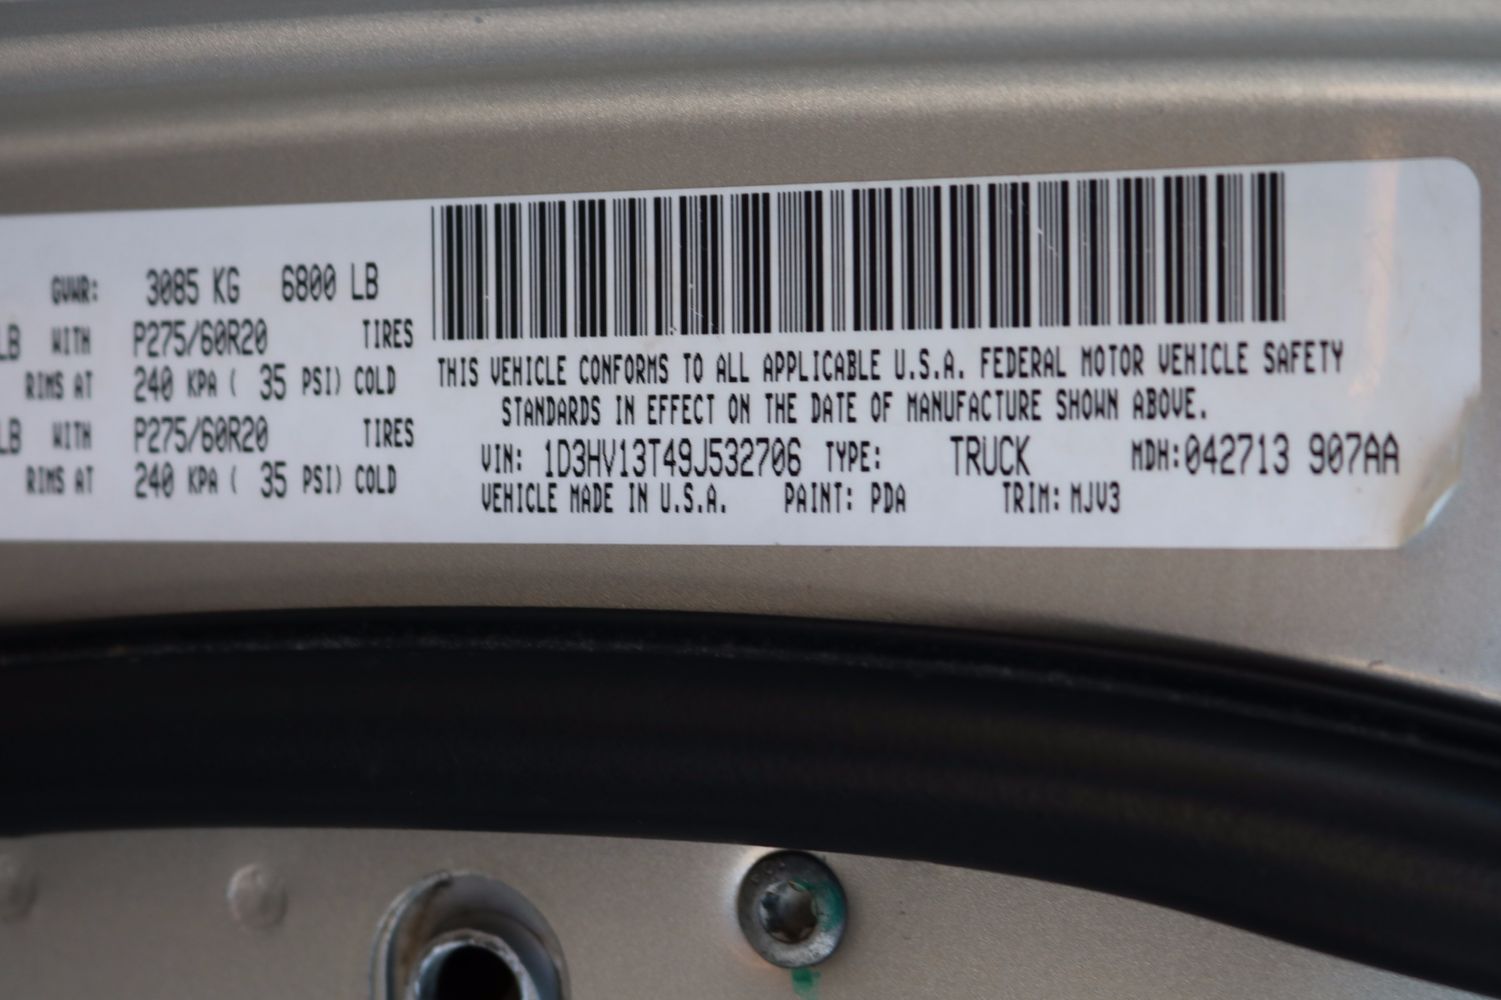 GVWR: 3085 KG 6800 LB
LB WITH P275/60R20 TIRES
RIMS AT 240 KPA ( 35 PSI) COLD
LB WITH P275/60R20 TIRES
RIMS AT 240 KPA ( 35 PSI) COLD
THIS VEHICLE CONFORMS TO ALL APPLICABLE U.S.A. FEDERAL MOTOR VEHICLE SAFETY
STANDARDS IN EFFECT ON THE DATE OF MANUFACTURE SHOWN ABOVE.
VIN: 1D3HV13T49J532706 TYPE: TRUCK MDH:042713 907AA
VEHICLE MADE IN U.S.A. PAINT: PDA TRIM: MJV3